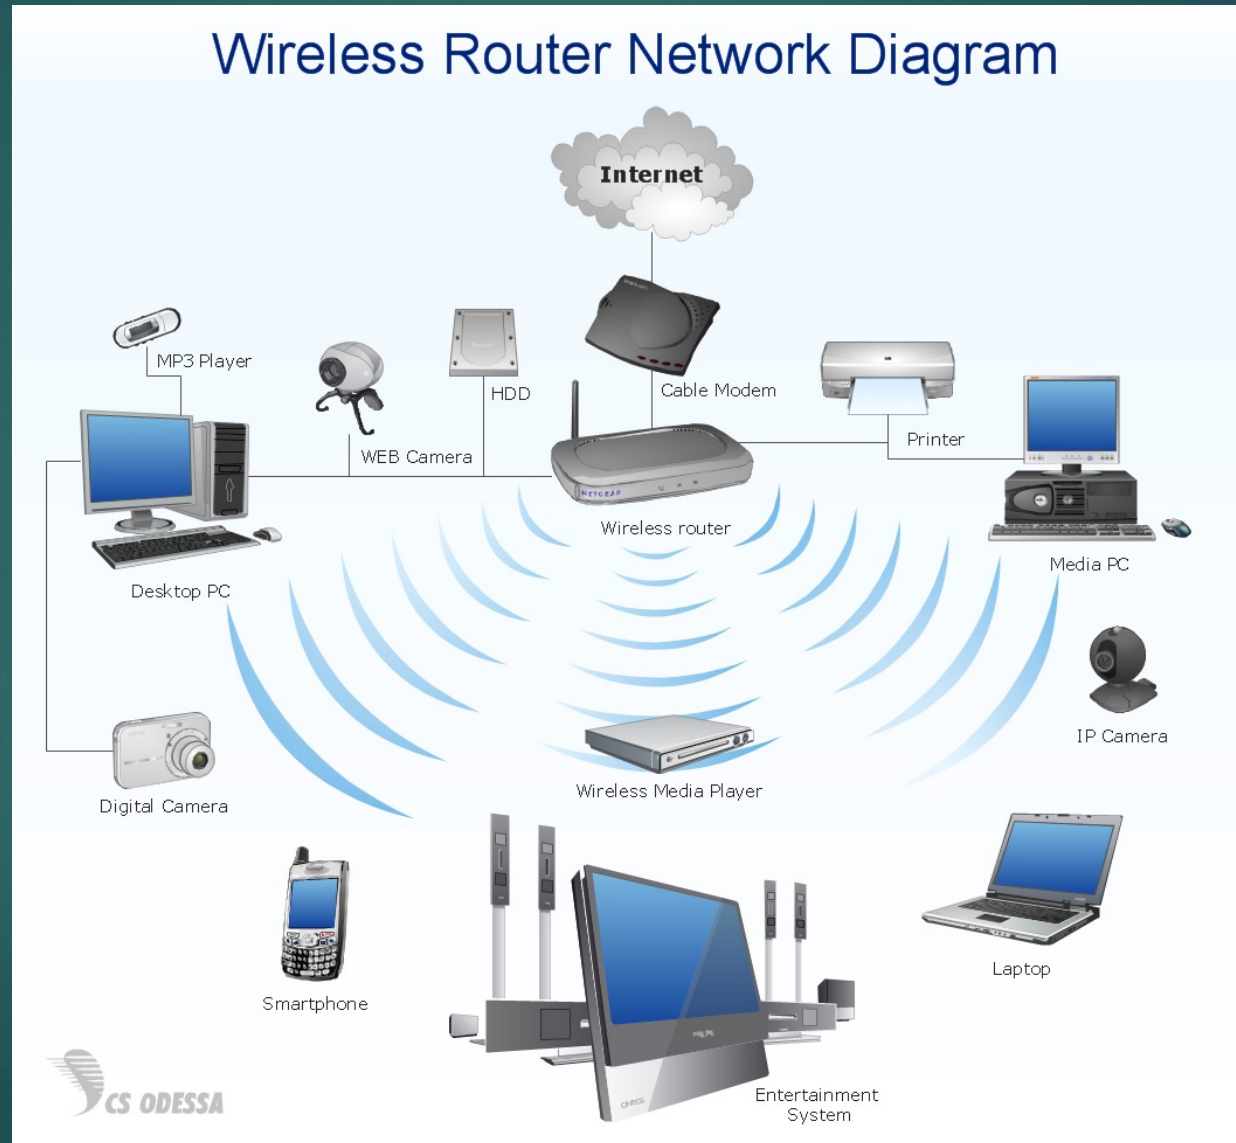 Wireless Router Network Diagram
Internet
MP3 Player
HDD
Cable Modem
WEB Camera
Printer
NETGEAR
Wireless router
Desktop PC
Media PC
IP Camera
Digital Camera
Wireless Media Player
Smartphone
Laptop
Entertainment
System
CS ODESSA